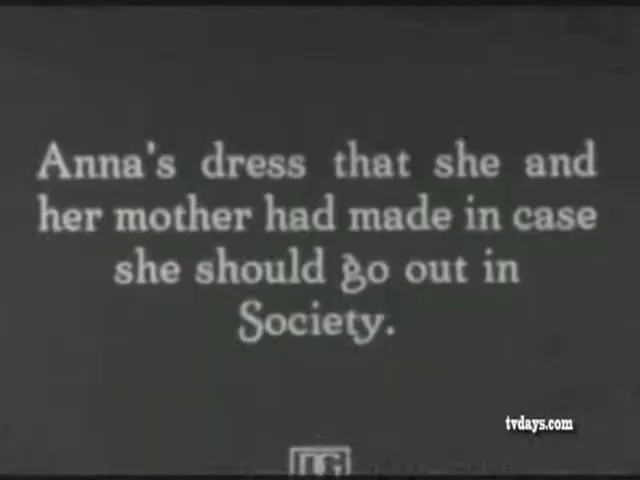 Anna's dress that she and
her mother had made in case
she should go out in
Society.
tvdays.com
DG